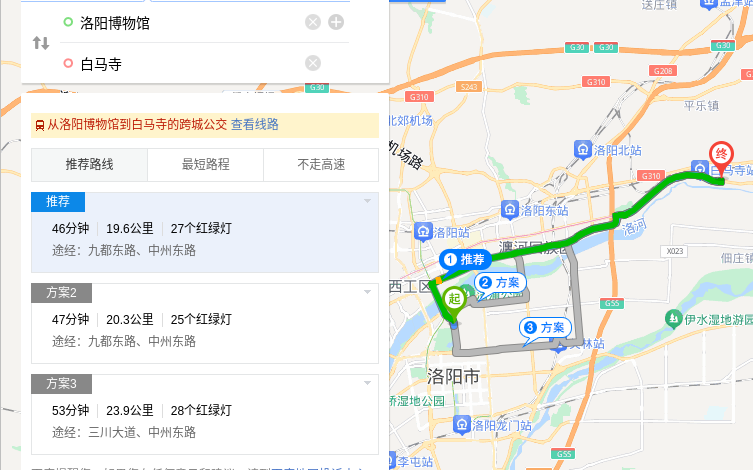 洛阳博物馆
白马寺
从洛阳博物馆到白马寺的跨城公交 查看线路
推荐路线
最短路程
不走高速
推荐
46分钟 19.6公里 27个红绿灯
途经：九都东路、中州东路
方案2
47分钟 20.3公里 25个红绿灯
途经：九都东路、中州东路
方案3
53分钟 23.9公里 28个红绿灯
途经：三川大道、中州东路
送庄镇
孟津站
G30
G30
G30
G30
G208
G310
S243
G310
平乐镇
北郊机场
机场路
洛阳北站
终
G310
白马寺站
洛阳东站
洛河
洛阳站
瀍河回族区
X023
佃庄镇
1 推荐
西工区
2 方案
起
G55
伊水湿地游园
3 方案
关林站
洛阳市
桥湿地公园
洛阳龙门站
G55
李屯站